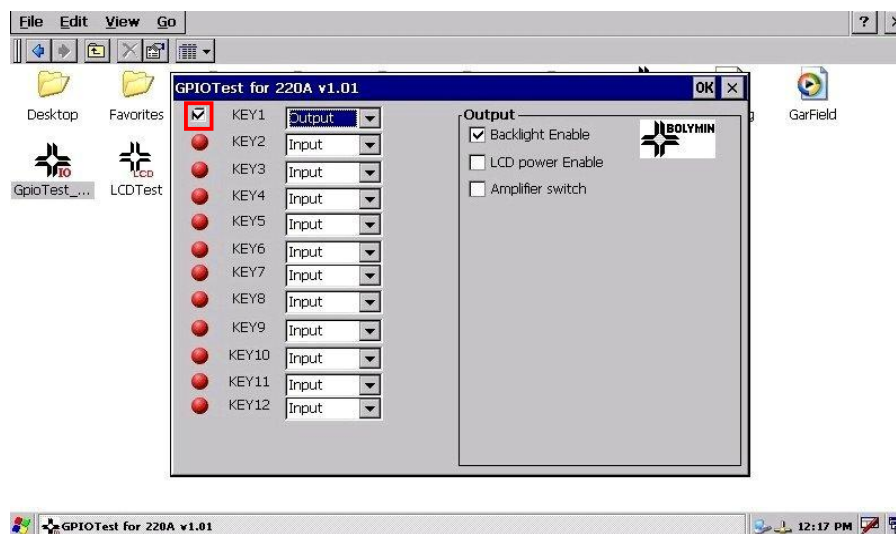 File Edit View Go ?
Desktop Favorites GarField
GpioTest_... LCDTest
IO LCD
GPIOTest for 220A v1.01 OK
KEY1 Output
KEY2 Input
KEY3 Input
KEY4 Input
KEY5 Input
KEY6 Input
KEY7 Input
KEY8 Input
KEY9 Input
KEY10 Input
KEY11 Input
KEY12 Input
Output
Backlight Enable
LCD power Enable
Amplifier switch
BOLYMIN
GPIOTest for 220A v1.01 12:17 PM